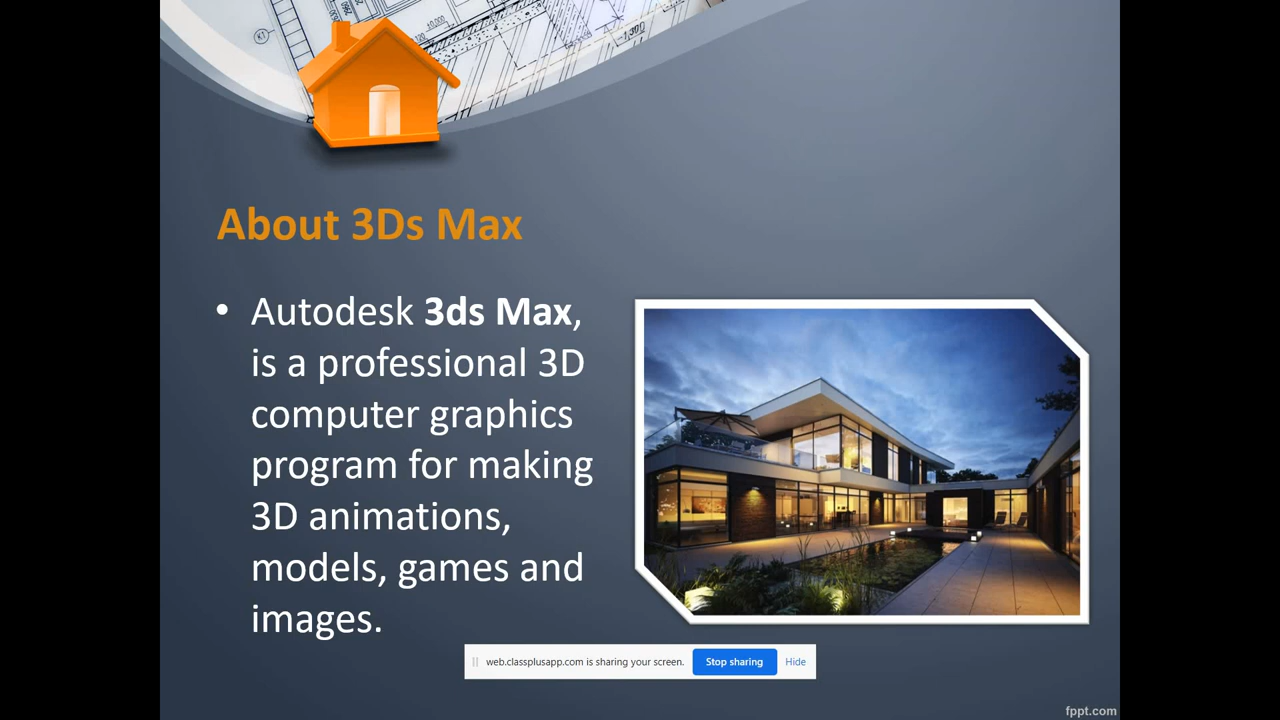 About 3Ds Max
• Autodesk 3ds Max,
is a professional 3D
computer graphics
program for making
3D animations,
models, games and
images.
web.classplusapp.com is sharing your screen.
Stop sharing
Hide
fppt.com